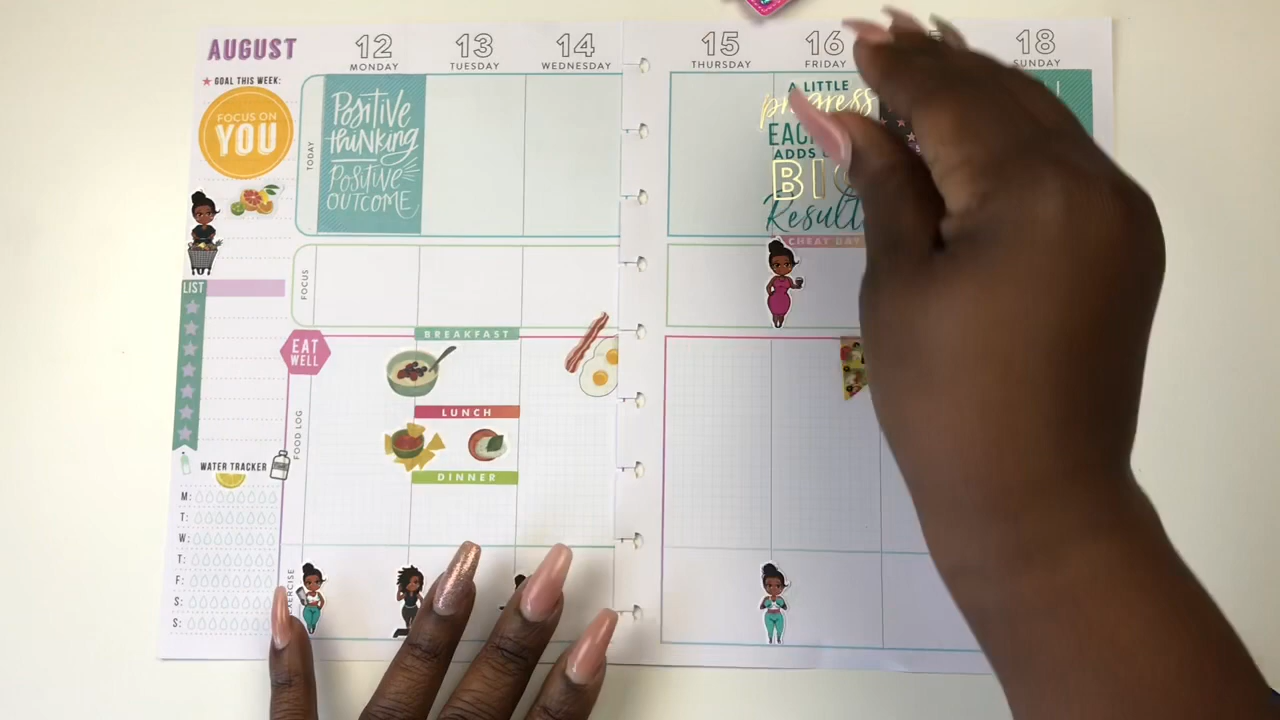 AUGUST
GOAL THIS WEEK:
FOCUS ON
YOU
LIST
WATER TRACKER
M:
T:
W:
T:
F:
S:
S:
12
MONDAY
13
TUESDAY
14
WEDNESDAY
TODAY
Positive
thinking
Positive
OUTCOME
FOCUS
EAT
WELL
FOOD LOG
BREAKFAST
LUNCH
DINNER
15
THURSDAY
16
FRIDAY
18
SUNDAY
A LITTLE
progress
ADDS
CHEAT DAY